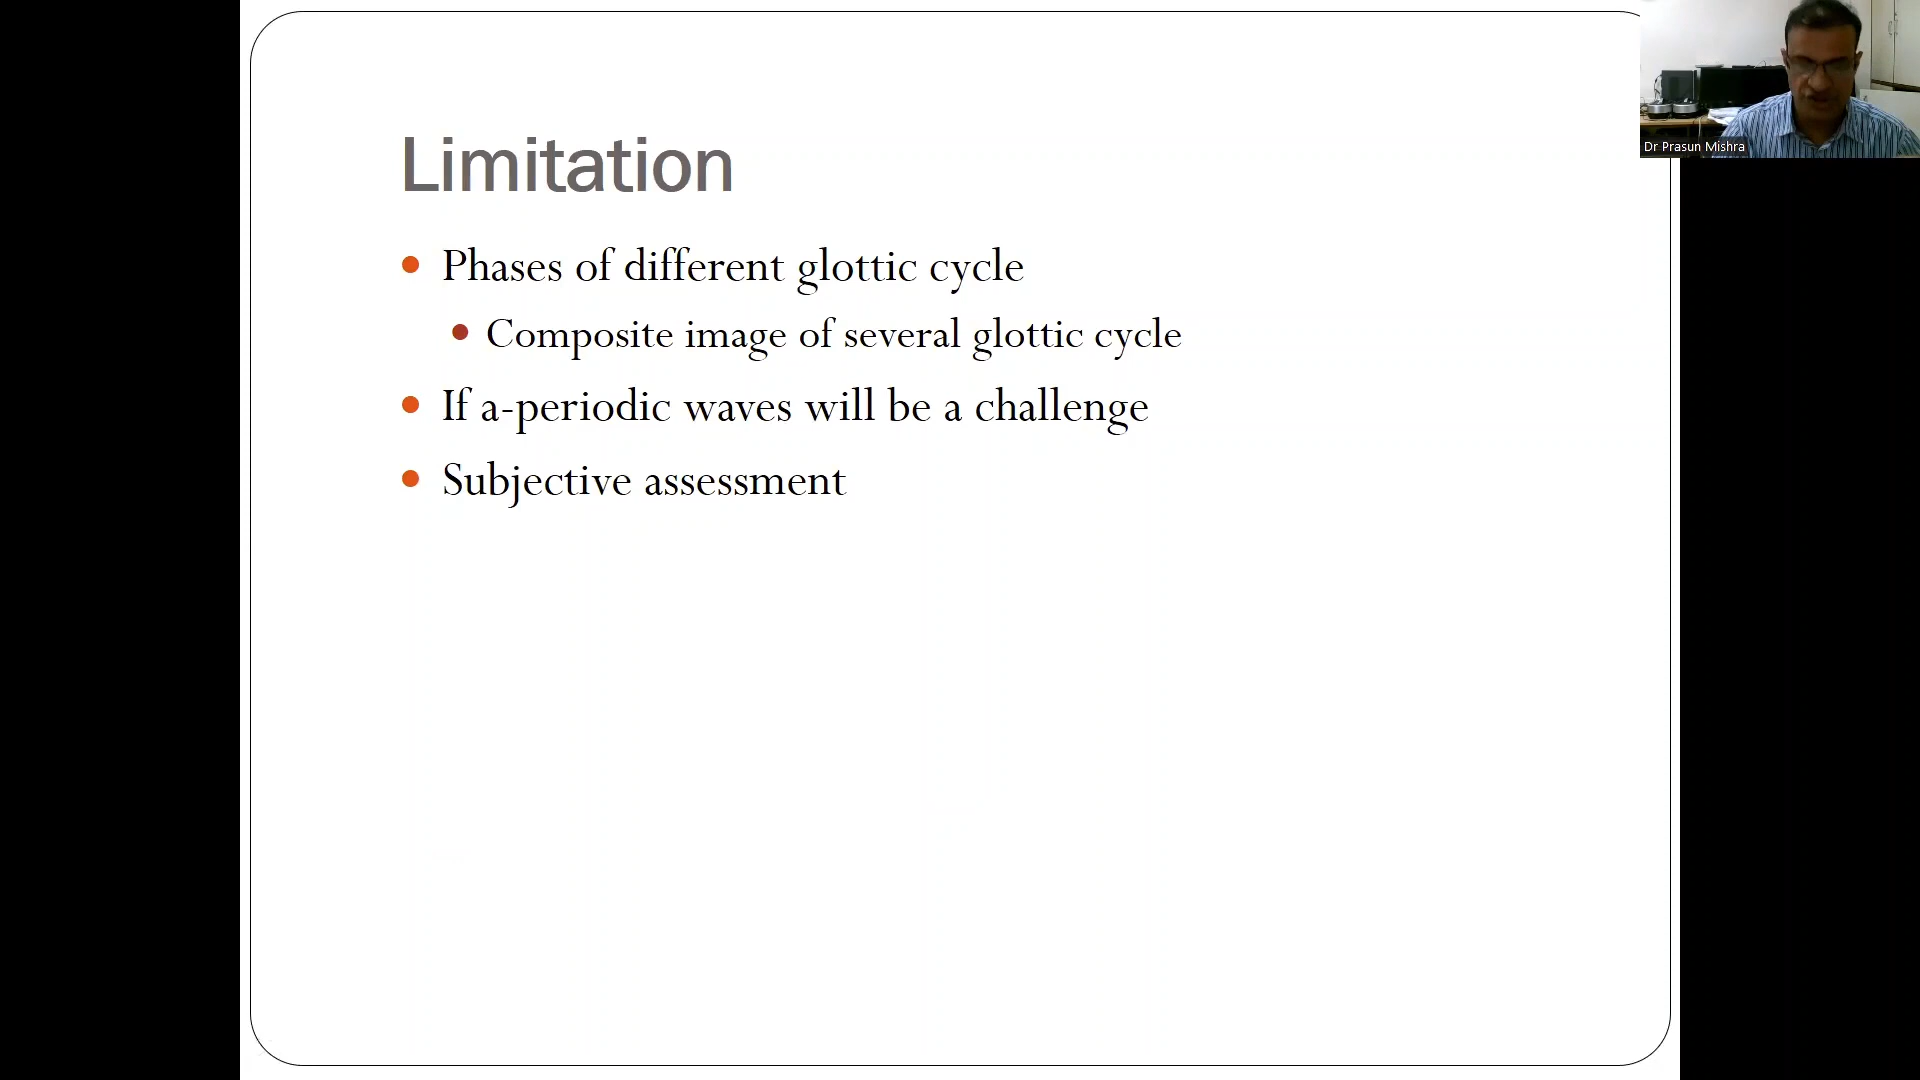 Limitation
Phases of different glottic cycle
Composite image of several glottic cycle
If a-periodic waves will be a challenge
Subjective assessment
Dr Prasun Mishra